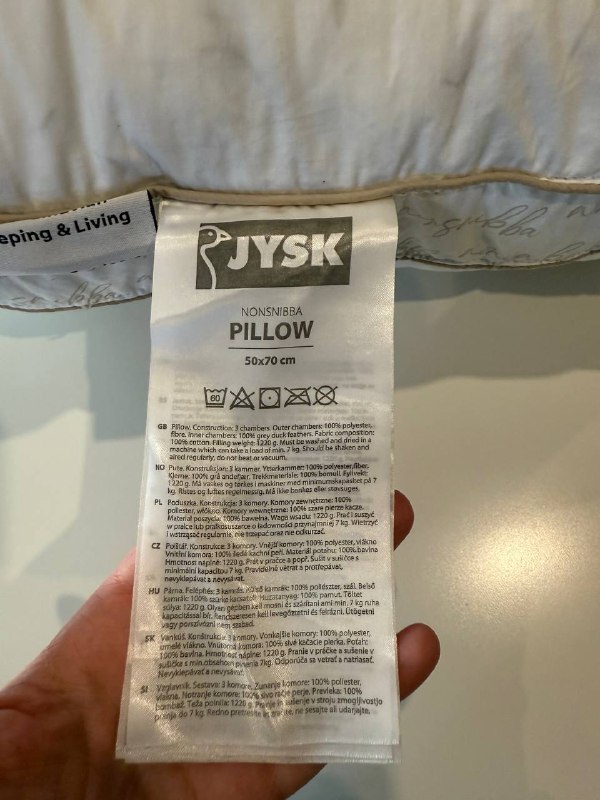 eping & Living
JYSK
NONSNIBBA
PILLOW
50x70 cm
60
GB Pillow. Construction: 3 chambers. Outer chambers: 100% polyester,
fibre. Inner chambers: 100% grey duck feathers. Fabric composition:
100% cotton. Filling weight: 1220 g. Must be washed and dried in a
machine which can take a load of min. 7 kg. Should be shaken and
aired regularly, do not beat or vacuum.
NO Pute. Konstruksjon: 3 kammer. Ytterkammer: 100% polyester, fiber.
Kjerne: 100% grå andefjær. Trekkmateriale: 100% bomull. Fyllvekt:
1220 g. Må vaskes og tørkes i maskiner med minimumskapasitet på 7
kg. Ristes og luftes regelmessig. Må ikke bankes eller støvsuges.
PL Poduszka. Konstrukcja: 3 komory. Komory zewnętrzne: 100%
poliester, włókno. Komory wewnętrzne: 100% szare pierze kacze.
Materiał poszycia: 100% bawełna. Waga wsadu: 1220 g. Prać i suszyć
w pralce lub pralkosuszarce o ładowności przynajmniej 7 kg. Wietrzyć
i wstrząsać regularnie, nie trzepać oraz nie odkurzać.
CZ Polštář. Konstrukce: 3 komory. Vnější komory: 100% polyester, vlákno
Vnitřní komora: 100% šedé kachní peří. Materiál potahu: 100% bavlna
Hmotnost náplně: 1220 g. Prát v pračce a popř. Sušit v sušičce s
minimální kapacitou 7 kg. Pravidelně větrat a protřepávat,
nevyklepávat a nevysávat.
HU Párna. Felépítés: 3 kamrák. Külső kamrák: 100% poliészter, szál. Belső
kamrák: 100% szürke kacsatoll. Huzatanyag: 100% pamut. Töltet
súlya: 1220 g. Olyan gépben kell mosni és szárítani ami min. 7 kg ruha
kapacitással bír. Rendszeresen kell levegőztetni és felrázni. Ütögetni
vagy porszívózni nem szabad.
SK Vankúš. Konštrukcia: 3 komory. Vonkajšie komory: 100% polyester,
umelé vlákno. Vnútorná komora: 100% sivé kačacie pierka. Poťah:
100% bavlna. Hmotnosť náplne: 1220 g. Pranie v práčke a sušenie v
sušičke s min. obsahom plnenia 7kg. Odporúča sa vetrať a natriasať.
Nevyklepávať a nevysávať.
SI Vzglavnik. Sestava: 3 komore. Zunanje komore: 100% poliester,
vlakno. Notranje komore: 100% sivo račje perje. Prevleka: 100%
bombaž. Teža polnila: 1220 g. Pranje in sušenje v stroju zmogljivostjo
pranja do 7 kg. Redno pretresite in zračite, ne sesajte ali udarjajte.